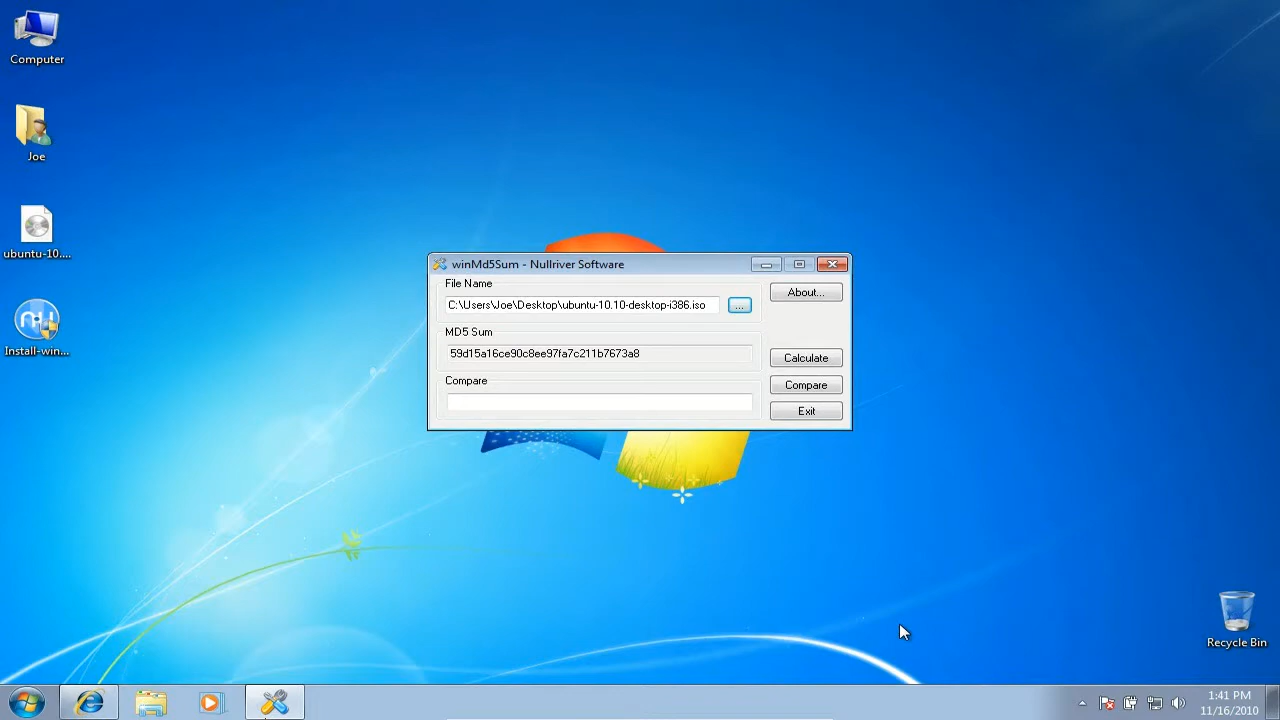 Computer
Joe
ubuntu-10....
Install-win...
winMd5Sum - Nullriver Software
File Name
About...
C:\Users\Joe\Desktop\ubuntu-10.10-desktop-i386.iso
...
MD5 Sum
59d15a16ce90c8ee97fa7c211b7673a8
Calculate
Compare
Compare
Exit
Recycle Bin
1:41 PM
11/16/2010